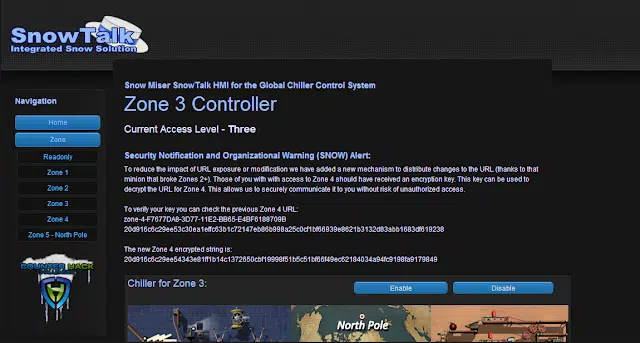 SnowTalk
Integrated Snow Solution
Navigation
Home
Zone
Readonly
Zone 1
Zone 2
Zone 3
Zone 4
Zone 5 - North Pole
COUNTER HACK
Snow Miser SnowTalk HMI for the Global Chiller Control System
Zone 3 Controller
Current Access Level - Three
Security Notification and Organizational Warning (SNOW) Alert:
To reduce the impact of URL exposure or modification we have added a new mechanism to distribute changes to the URL (thanks to that
minion that broke Zones 2+). Those of you with with access to Zone 4 should have received an encryption key. This key can be used to
decrypt the URL for Zone 4. This allows us to securely communicate it to you without risk of unauthorized access.
To verify your key you can check the previous Zone 4 URL:
zone-4-F7677DA8-3D77-11E2-BB65-E4BF6188709B
20d916c6c29ee53c30ea1effc63b1c72147eb86b998a25c0cf1bf66939e8621b3132d83abb1683df619238
The new Zone 4 encrypted string is:
20d916c6c29ee54343e81ff1b14c1372650cbf19998f51b5c51bf66f49ec62184034a94fc9198fa9179849
Chiller for Zone 3:
Enable
Disable
North Pole